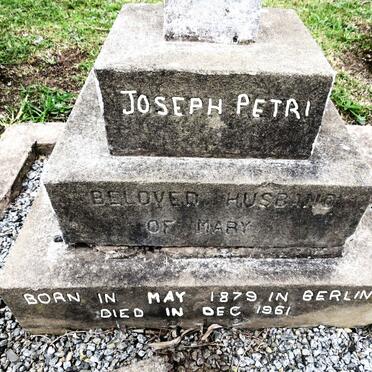 JOSEPH PETRI
BELOVED HUSBAND
OF MARY
BORN IN MAY 1879 IN BERLIN
DIED IN DEC 1961